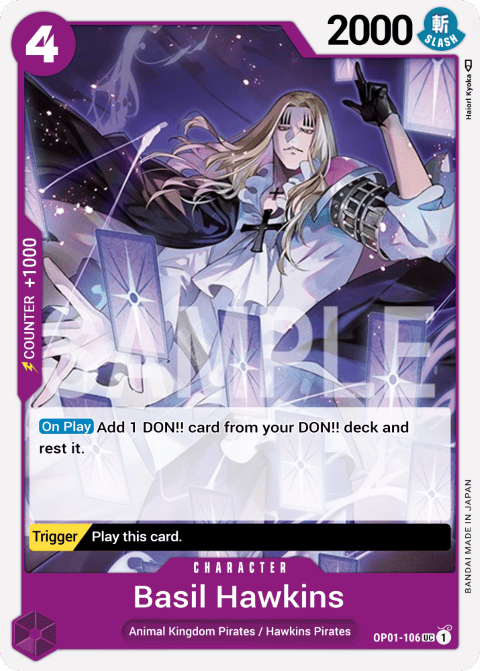 4
2000
斬
SLASH
Haiori Kyoka
COUNTER +1000
SAMPLE
On Play Add 1 DON!! card from your DON!! deck and
rest it.
Trigger Play this card.
CHARACTER
Basil Hawkins
Animal Kingdom Pirates / Hawkins Pirates
OP01-106 UC 1
BANDAI MADE IN JAPAN